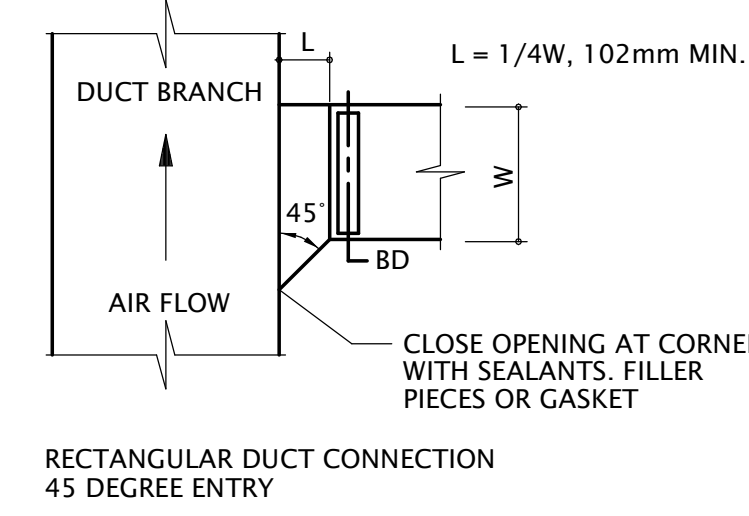 L
L = 1/4W, 102mm MIN.
DUCT BRANCH
W
45°
BD
AIR FLOW
CLOSE OPENING AT
WITH SEALANTS. FILLER
PIECES OR GASKET
RECTANGULAR DUCT CONNECTION
45 DEGREE ENTRY